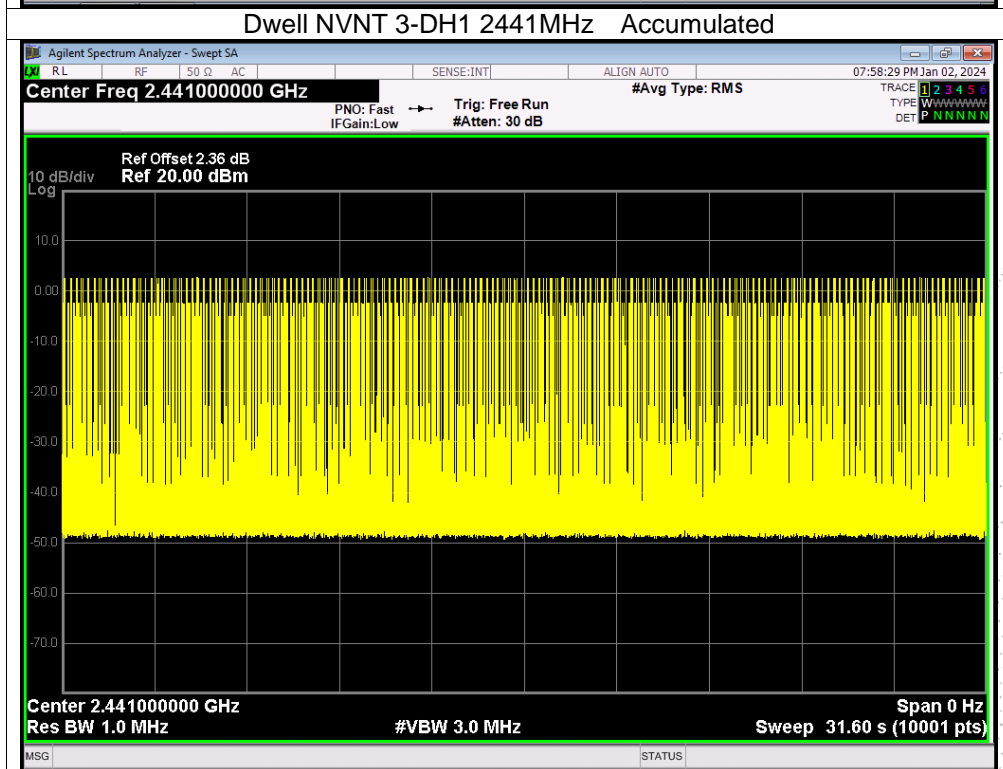 Dwell NVNT 3-DH1 2441MHz Accumulated
Agilent Spectrum Analyzer - Swept SA
LXI RL RF 50 Ω AC SENSE:INT ALIGN AUTO 07:58:29 PM Jan 02, 2024
Center Freq 2.441000000 GHz #Avg Type: RMS TRACE 1 2 3 4 5 6
PNO: Fast Trig: Free Run TYPE WWWWWW
IFGain:Low #Atten: 30 dB DET P N N N N N
Ref Offset 2.36 dB
10 dB/div Ref 20.00 dBm
Log
10.0
0.00
-10.0
-20.0
-30.0
-40.0
-50.0
-60.0
-70.0
Center 2.441000000 GHz Span 0 Hz
Res BW 1.0 MHz #VBW 3.0 MHz Sweep 31.60 s (10001 pts)
MSG STATUS